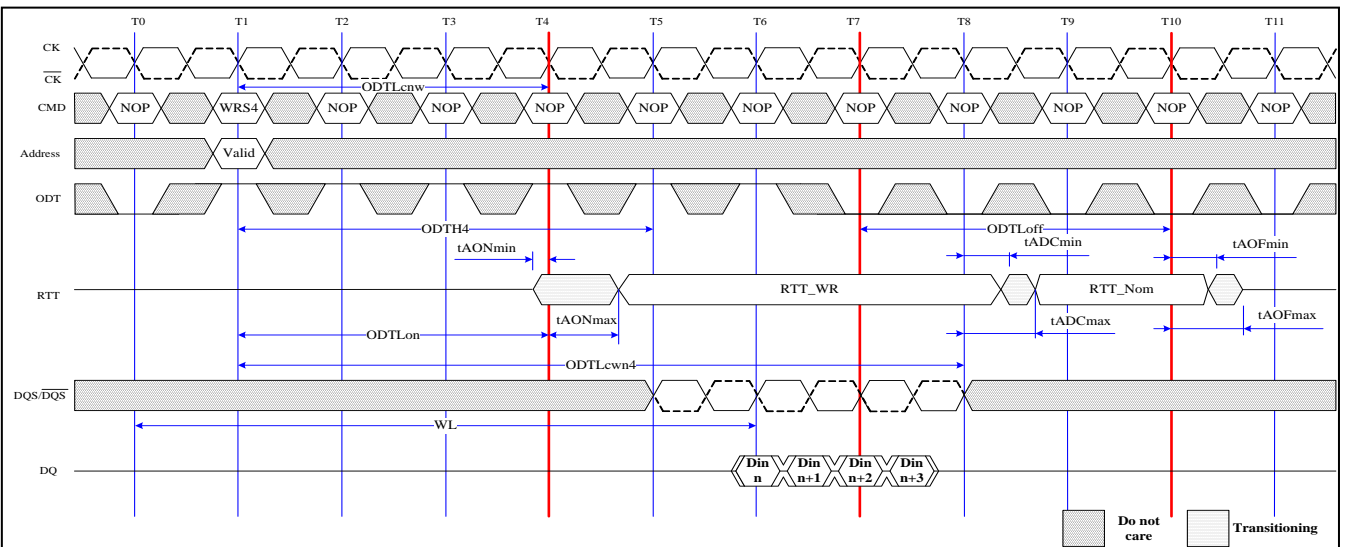 T0 T1 T2 T3 T4 T5 T6 T7 T8 T9 T10 T11
CK
CK
ODTLcnw
CMD NOP WRS4 NOP NOP NOP NOP NOP NOP NOP NOP NOP NOP
Address Valid
ODT
ODTH4 ODTLoff
tAONmin tADCmin tAOFmin
RTT RTT_WR RTT_Nom
ODTLon tAONmax tADCmax tAOFmax
ODTLcwn4
DQS/DQS
WL
DQ Din n Din n+1 Din n+2 Din n+3
Do not care Transitioning